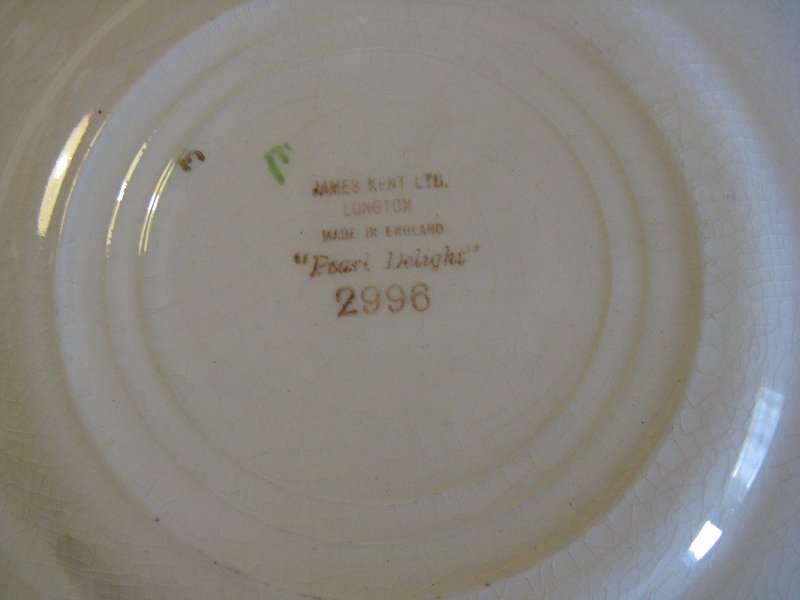 JAMES KENT LTD.
LONGTON
MADE IN ENGLAND
"Pearl Delight"
2996